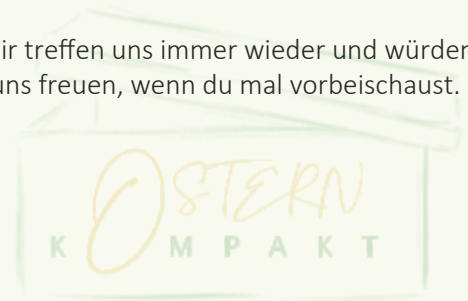 ir treffen uns immer wieder und würden
uns freuen, wenn du mal vorbeischaust.
OSTERN
KOMPAKT